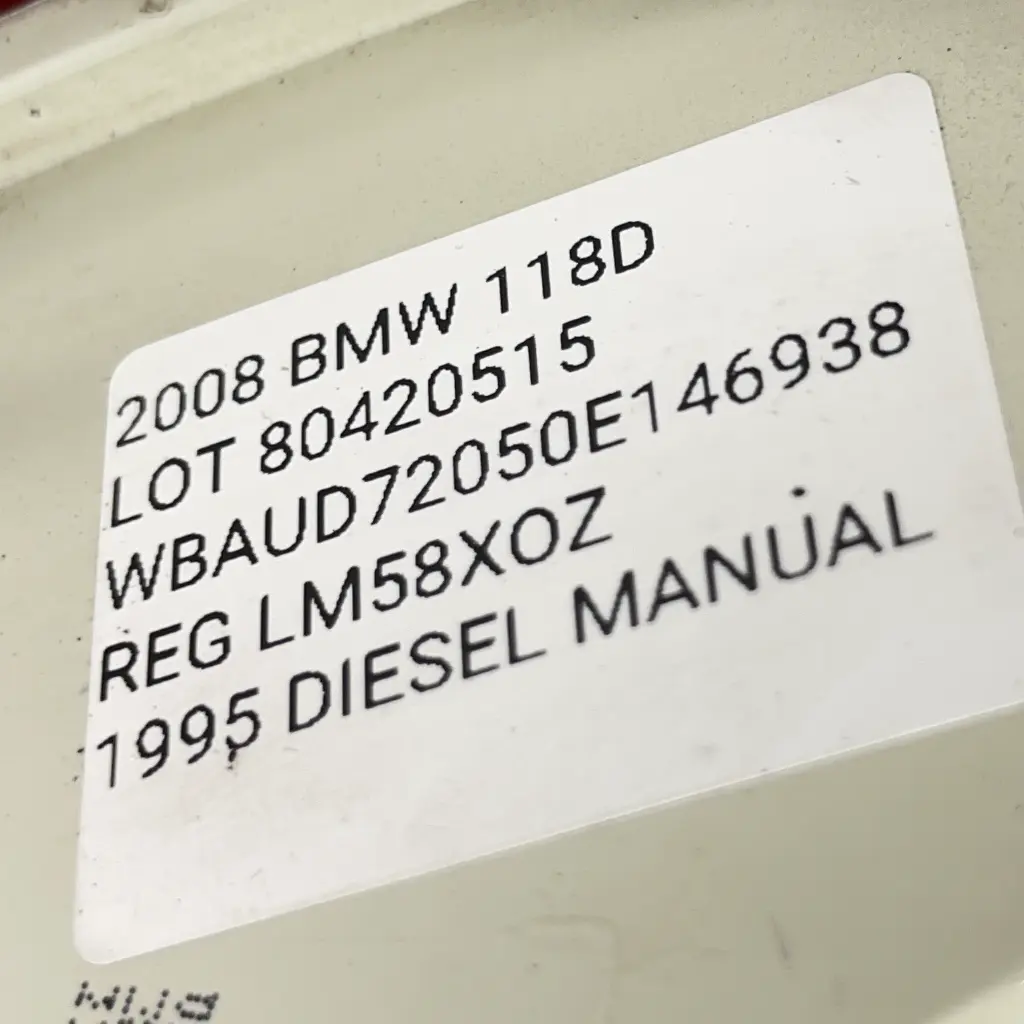 2008 BMW 118D
LOT 80420515
WBAUD72050E146938
REG LM58XOZ
1995 DIESEL MANUAL